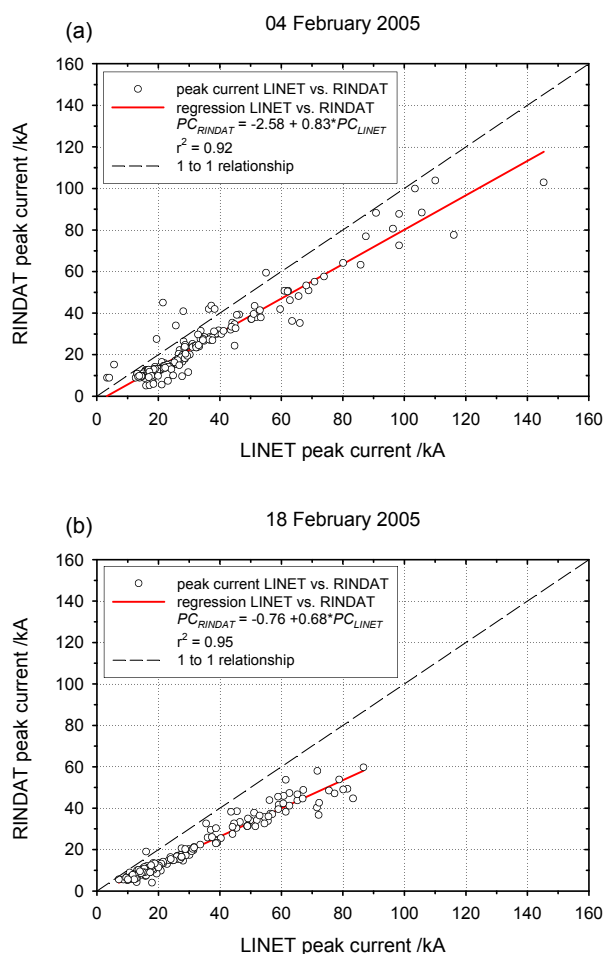 (a)
04 February 2005
160
140
120
100
80
60
40
20
0
0 20 40 60 80 100 120 140 160
RINDAT peak current /kA
LINET peak current /kA
peak current LINET vs. RINDAT
regression LINET vs. RINDAT
PC_RINDAT = -2.58 + 0.83*PC_LINET
r² = 0.92
1 to 1 relationship
(b)
18 February 2005
160
140
120
100
80
60
40
20
0
0 20 40 60 80 100 120 140 160
RINDAT peak current /kA
LINET peak current /kA
peak current LINET vs. RINDAT
regression LINET vs. RINDAT
PC_RINDAT = -0.76 +0.68*PC_LINET
r² = 0.95
1 to 1 relationship